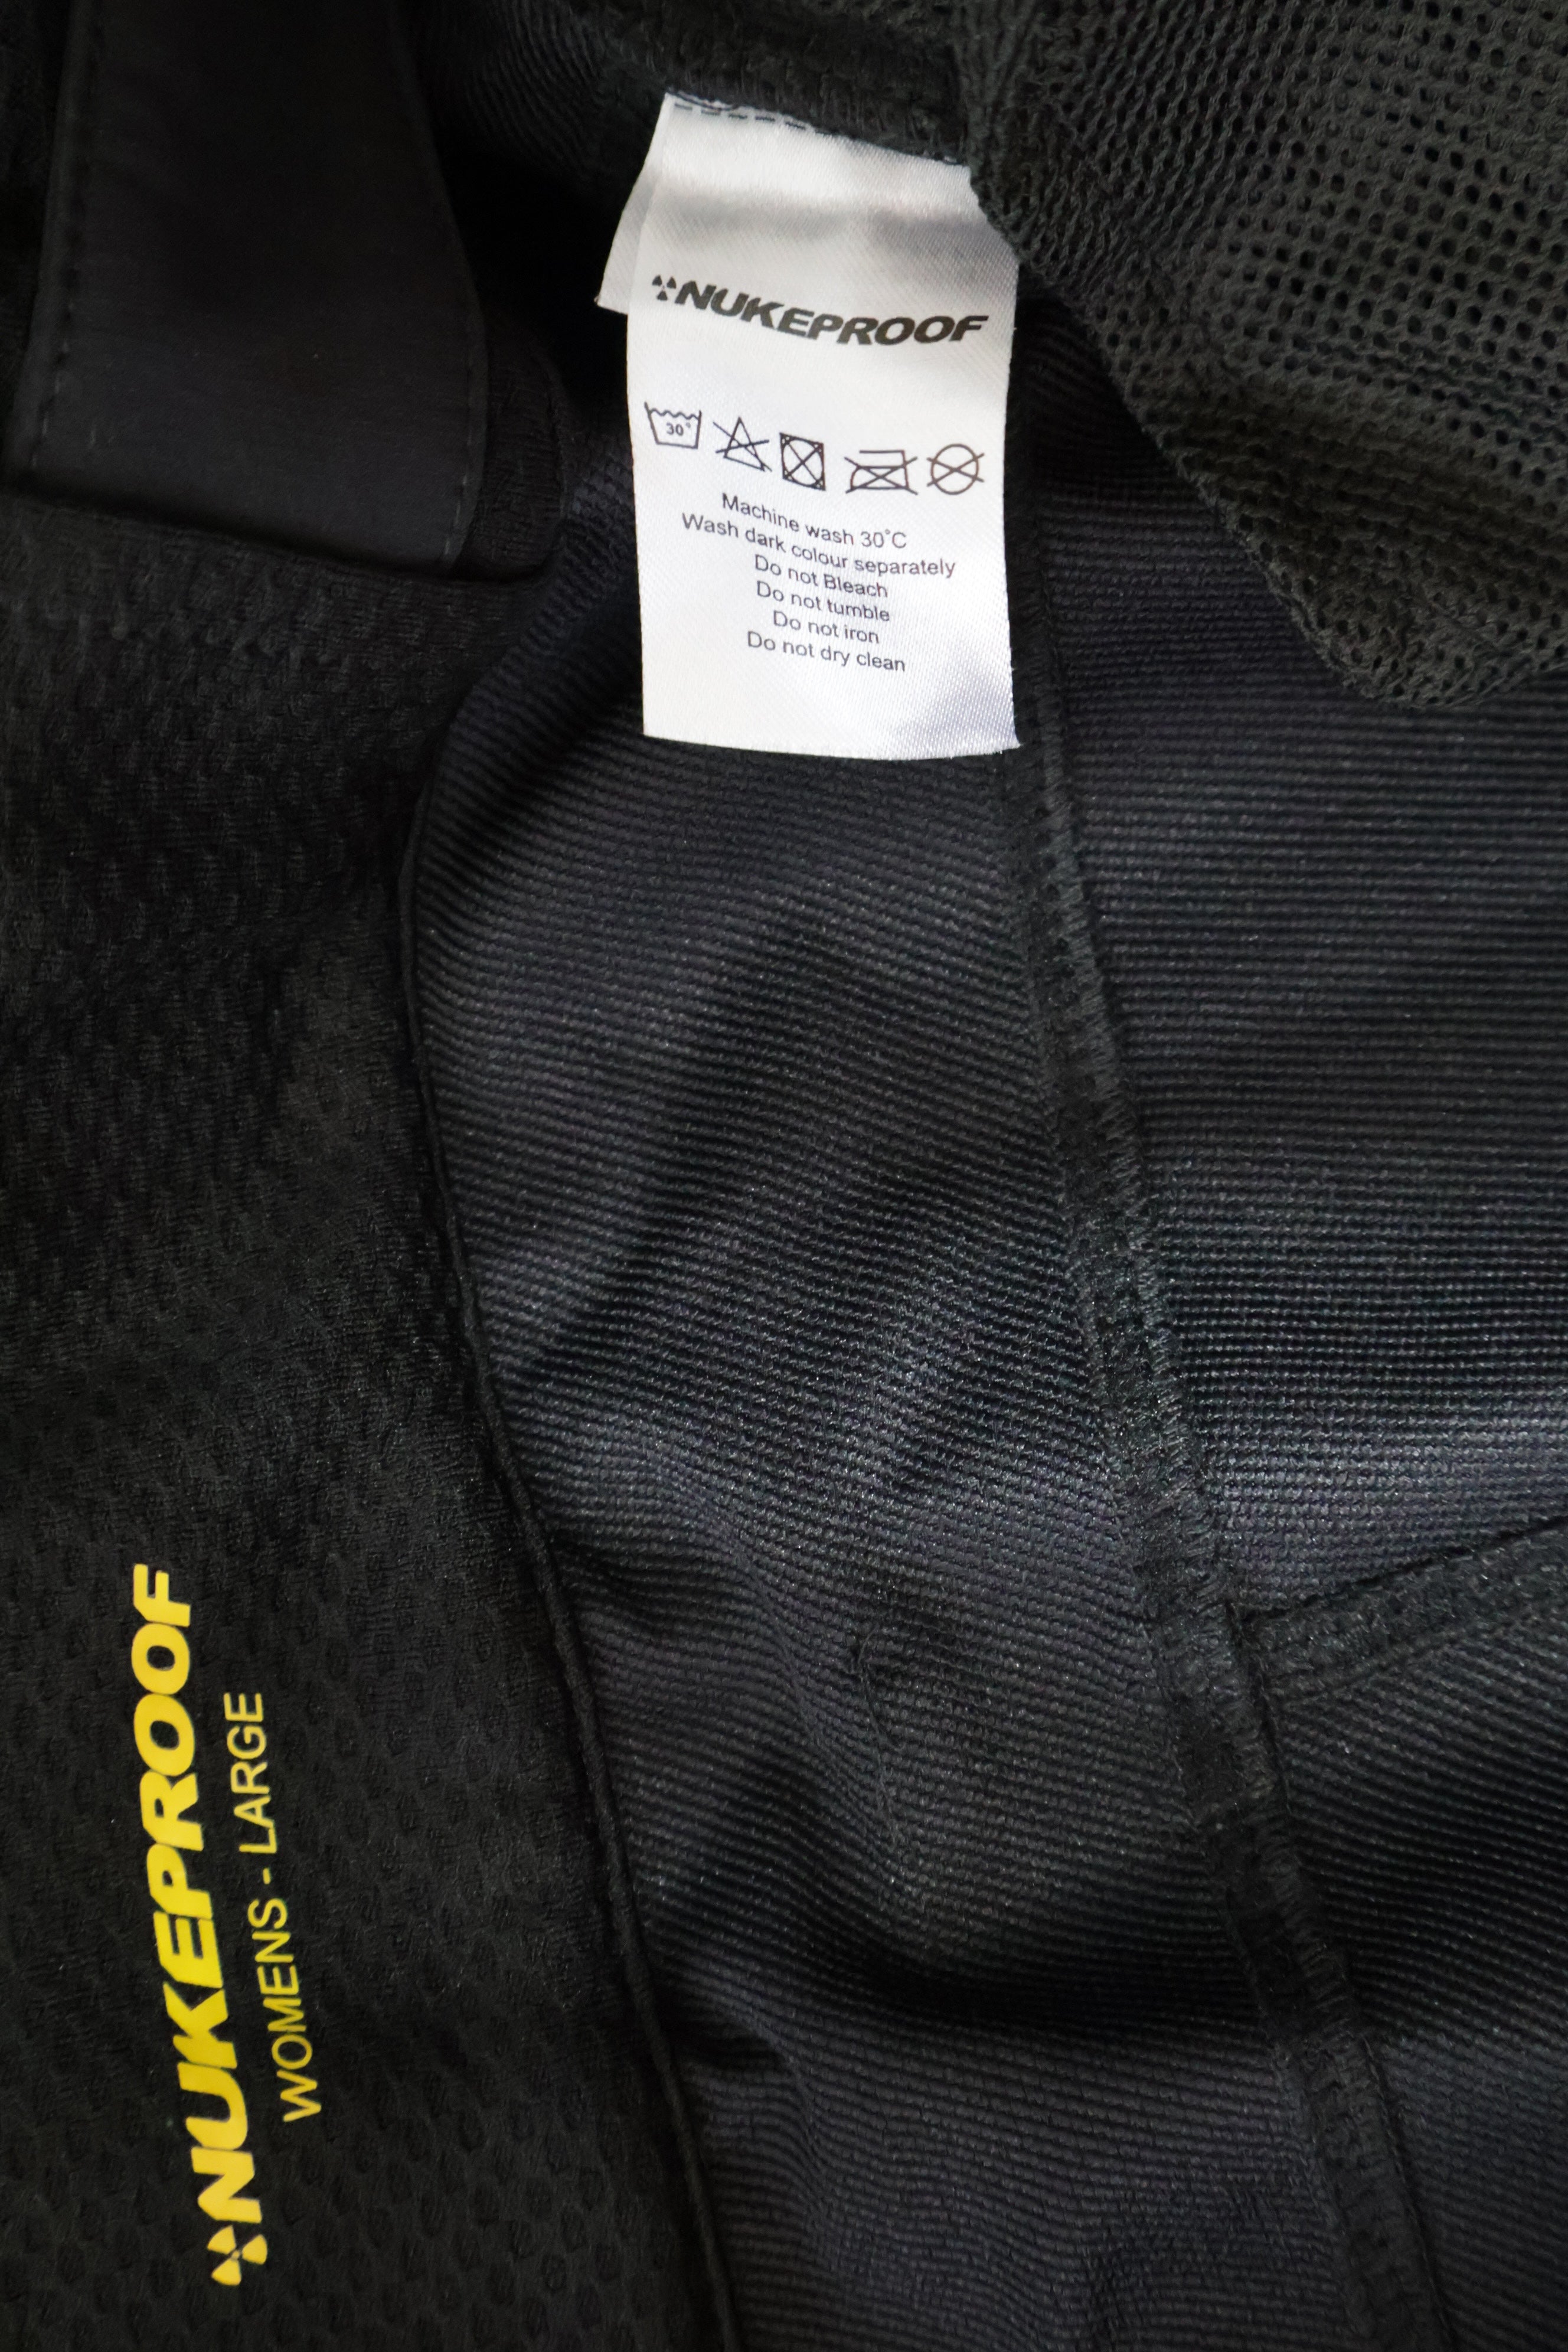 NUKEPROOF
30°
Machine wash 30°C
Wash dark colour separately
Do not Bleach
Do not tumble
Do not iron
Do not dry clean
NUKEPROOF
WOMENS - LARGE